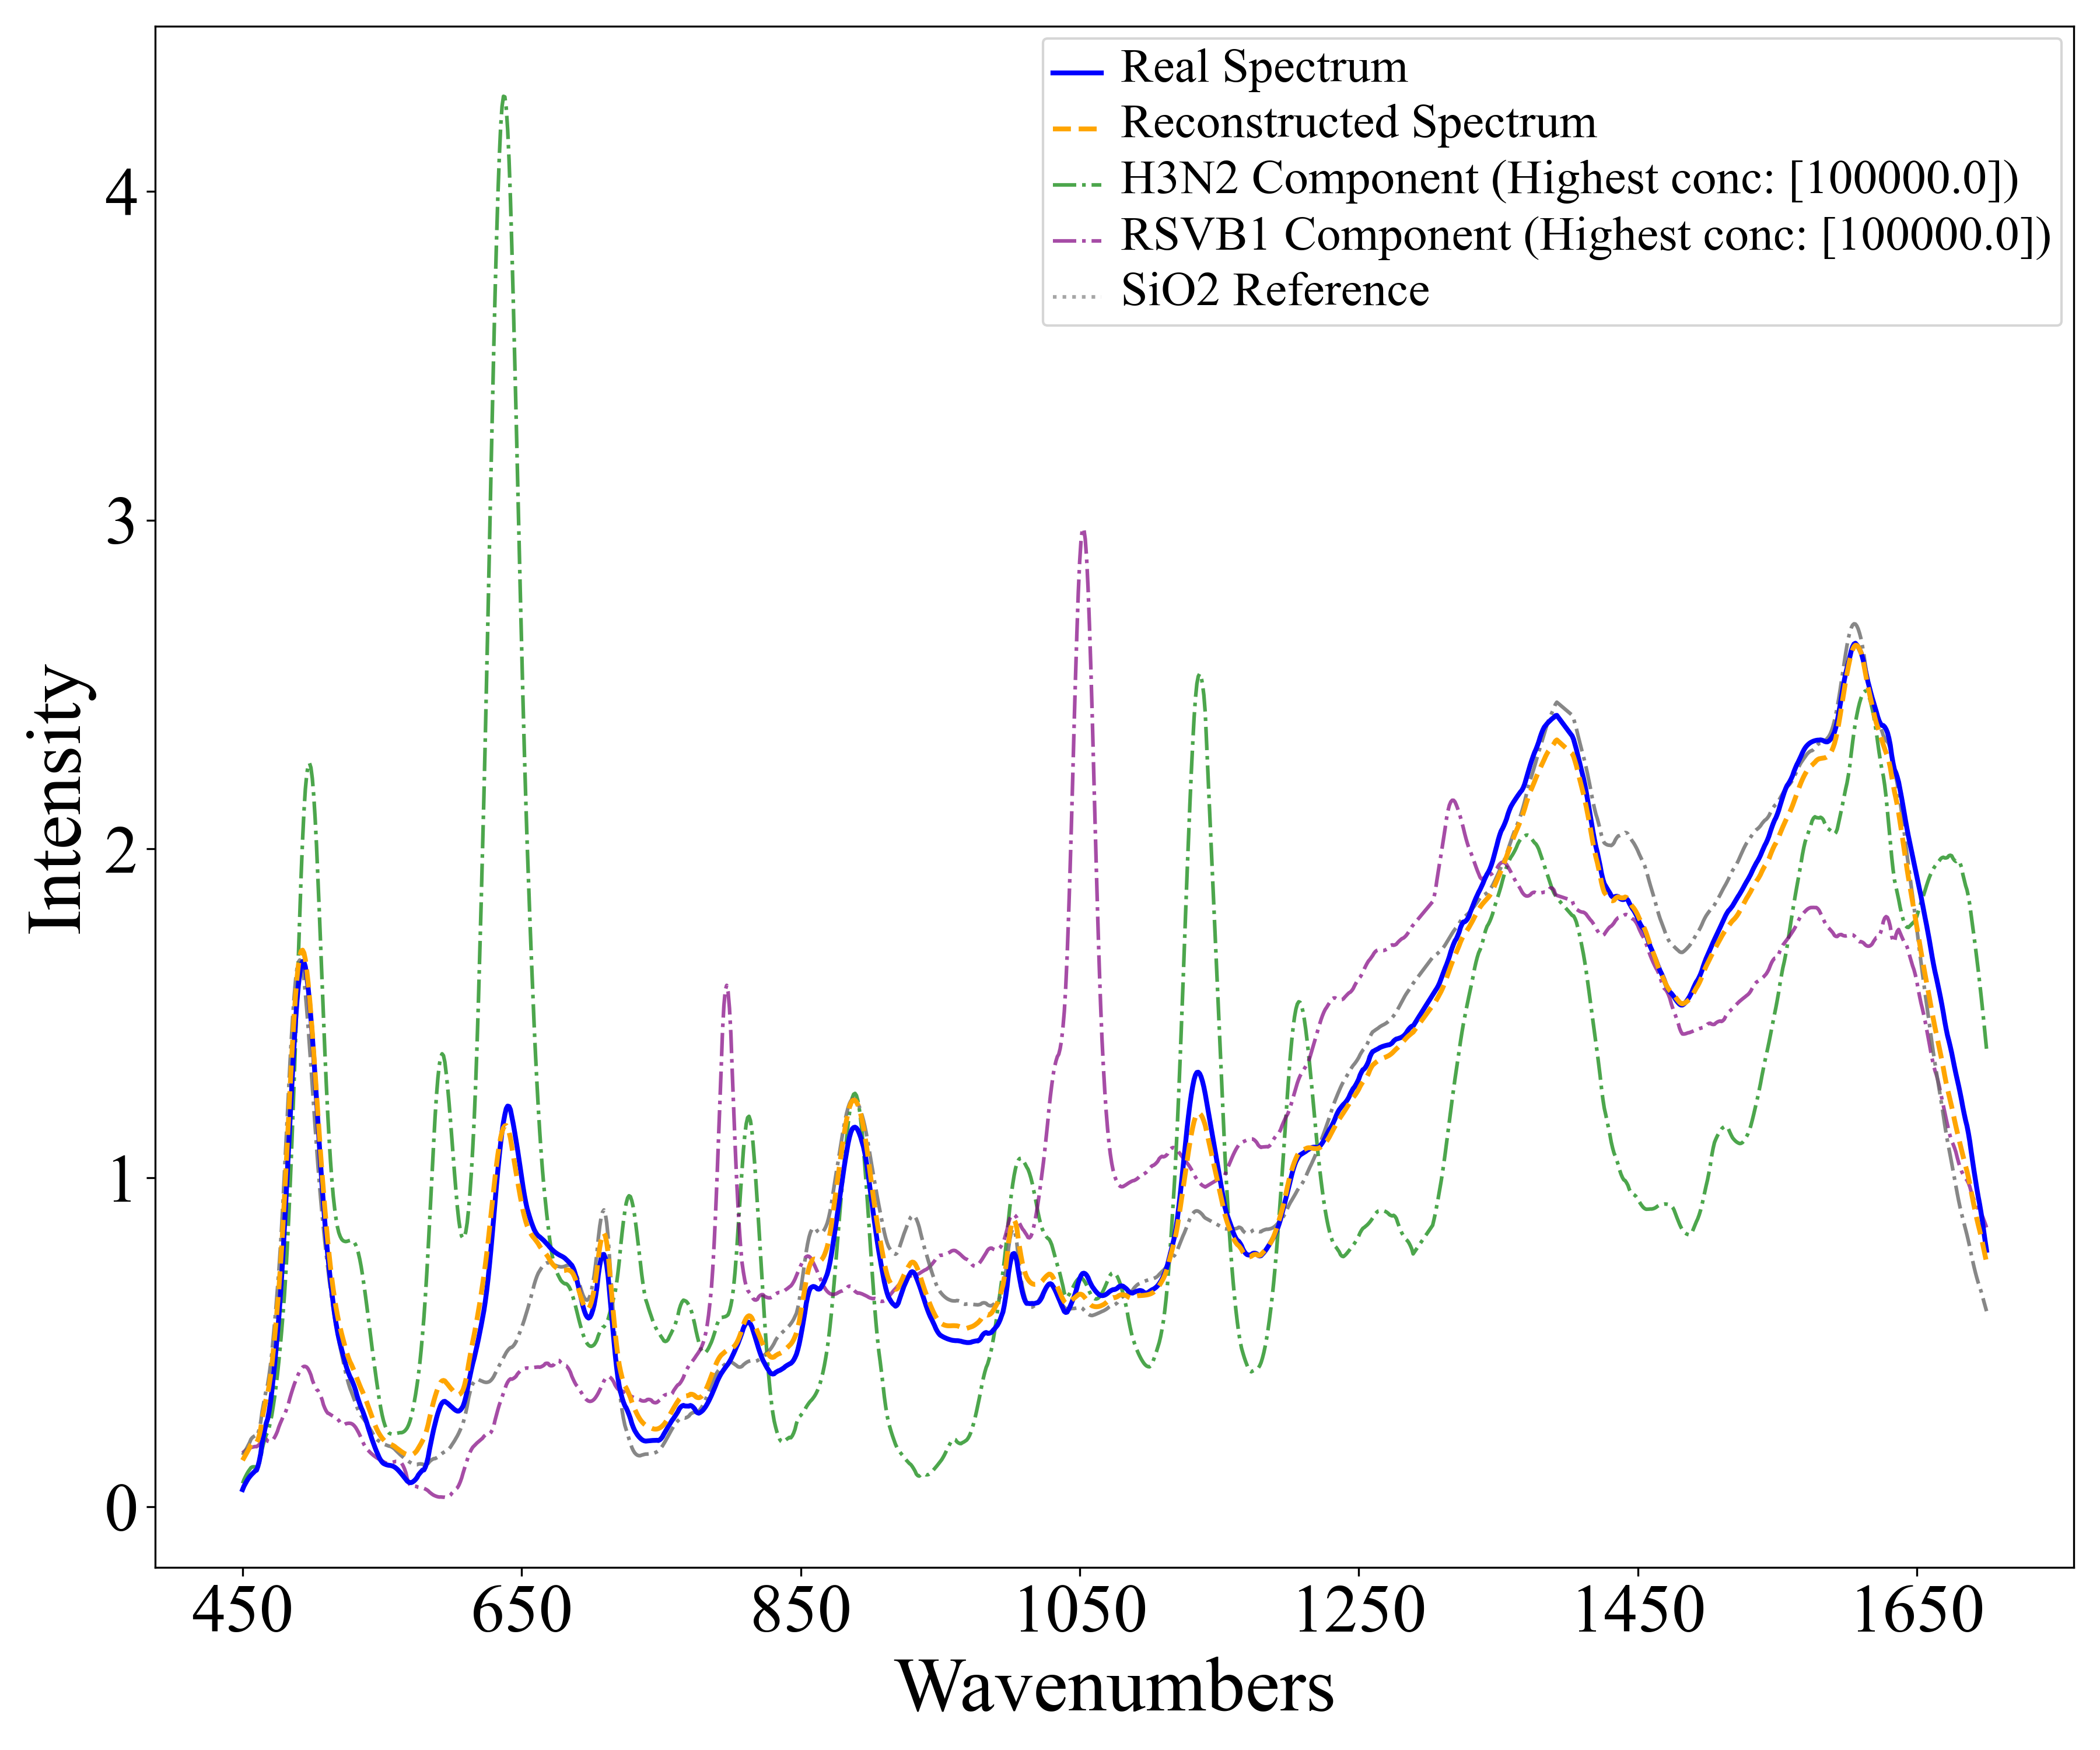 Real Spectrum
Reconstructed Spectrum
H3N2 Component (Highest conc: [100000.0])
RSVB1 Component (Highest conc: [100000.0])
SiO2 Reference
Intensity
4
3
2
1
0
450 650 850 1050 1250 1450 1650
Wavenumbers